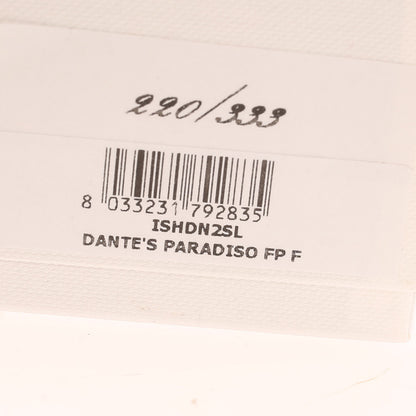 220/333
8 033231 792835
ISHDN2SL
DANTE'S PARADISO FP F